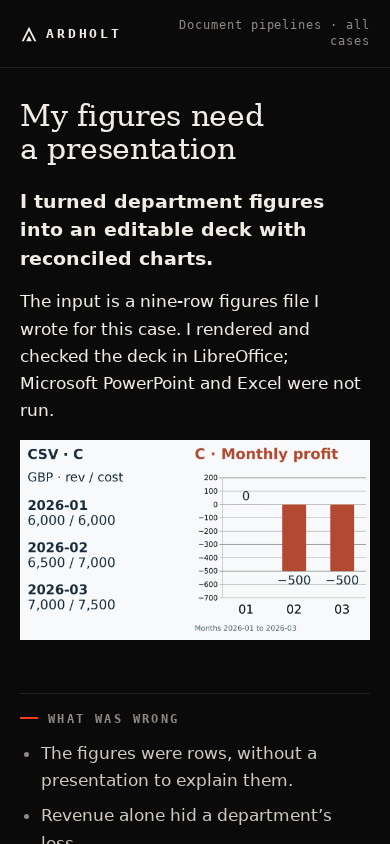 ARDHOLT
Document pipelines · all
cases
My figures need
a presentation
I turned department figures
into an editable deck with
reconciled charts.
The input is a nine-row figures file I
wrote for this case. I rendered and
checked the deck in LibreOffice;
Microsoft PowerPoint and Excel were not
run.
CSV · C
GBP · rev / cost
2026-01
6,000 / 6,000
2026-02
6,500 / 7,000
2026-03
7,000 / 7,500
C · Monthly profit
200
100
0
−100
−200
−300
−400
−500
−600
−700
0
−500
−500
01
02
03
Months 2026-01 to 2026-03
WHAT WAS WRONG
• The figures were rows, without a
presentation to explain them.
• Revenue alone hid a department’s
loss.